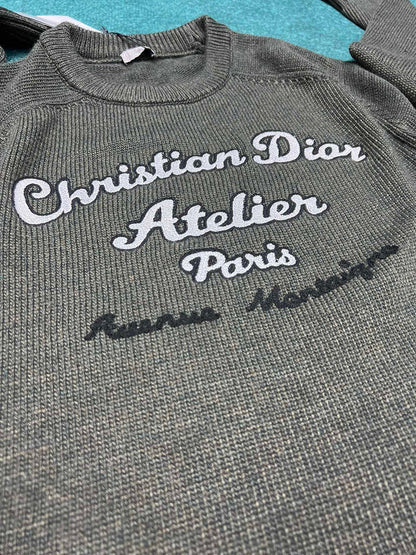 Christian Dior
Atelier
Paris
Avenue Montaigne